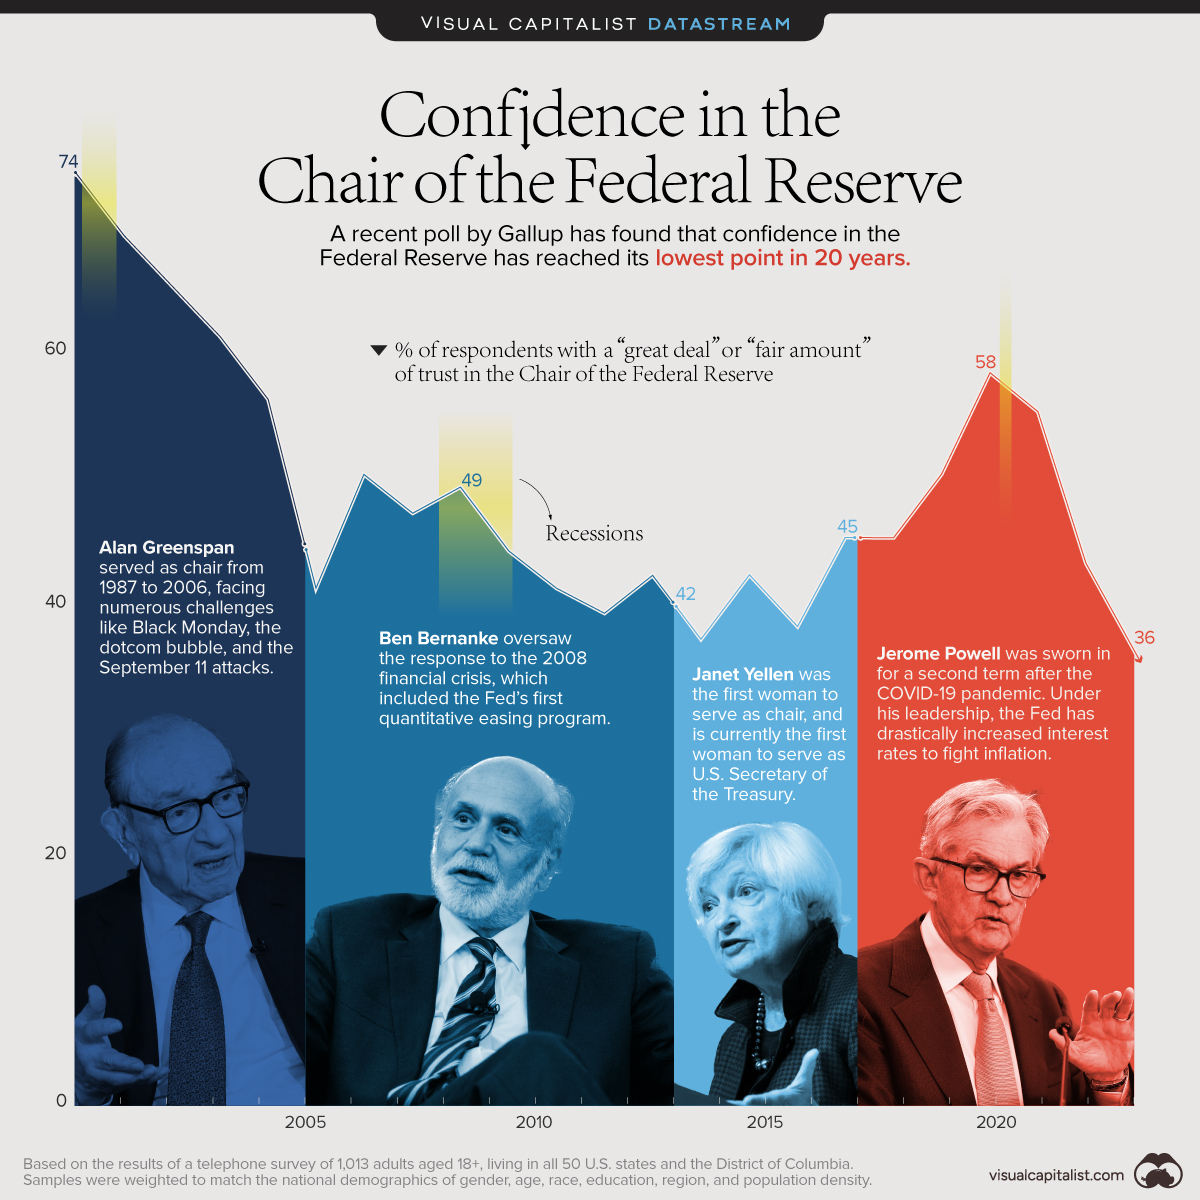 VISUAL CAPITALIST DATASTREAM
Confidence in the
Chair of the Federal Reserve
A recent poll by Gallup has found that confidence in the
Federal Reserve has reached its lowest point in 20 years.
▼ % of respondents with a “great deal” or “fair amount”
of trust in the Chair of the Federal Reserve
74
60
40
20
0
49
Recessions
42
45
58
36
Alan Greenspan
served as chair from
1987 to 2006, facing
numerous challenges
like Black Monday, the
dotcom bubble, and the
September 11 attacks.
Ben Bernanke oversaw
the response to the 2008
financial crisis, which
included the Fed’s first
quantitative easing program.
Janet Yellen was
the first woman to
serve as chair, and
is currently the first
woman to serve as
U.S. Secretary of
the Treasury.
Jerome Powell was sworn in
for a second term after the
COVID-19 pandemic. Under
his leadership, the Fed has
drastically increased interest
rates to fight inflation.
2005
2010
2015
2020
Based on the results of a telephone survey of 1,013 adults aged 18+, living in all 50 U.S. states and the District of Columbia.
Samples were weighted to match the national demographics of gender, age, race, education, region, and population density.
visualcapitalist.com